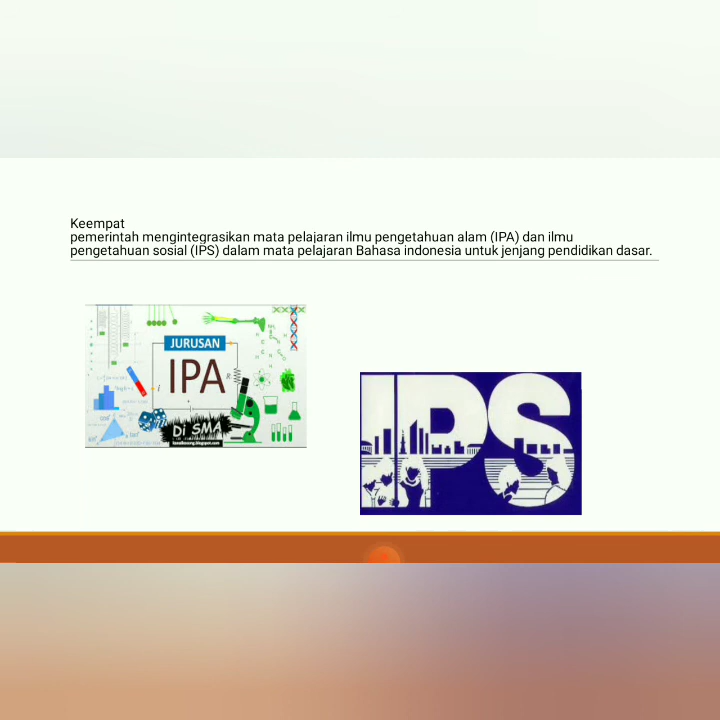 Keempat
pemerintah mengintegrasikan mata pelajaran ilmu pengetahuan alam (IPA) dan ilmu
pengetahuan sosial (IPS) dalam mata pelajaran Bahasa indonesia untuk jenjang pendidikan dasar.
JURUSAN
IPA
Di SMA
IPS